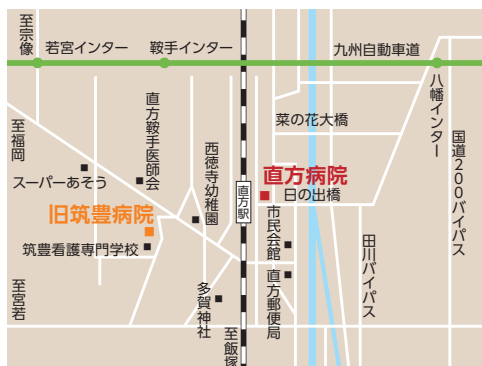 至宗像
若宮インター
鞍手インター
九州自動車道
八幡インター
国道200バイパス
至福岡
直方鞍手医師会
菜の花大橋
スーパーあそう
西徳寺幼稚園
直方駅
直方病院
日の出橋
旧筑豊病院
市民会館
筑豊看護専門学校
田川バイパス
直方郵便局
至宮若
多賀神社
至飯塚